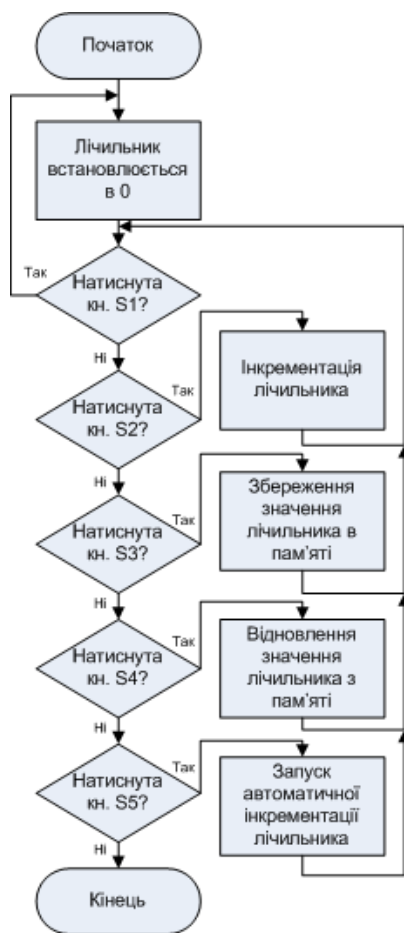 Початок
Лічильник
встановлюється
в 0
Так
Натиснута
кн. S1?
Ні
Так
Інкрементація
лічильника
Натиснута
кн. S2?
Ні
Так
Збереження
значення
лічильника в
пам’яті
Натиснута
кн. S3?
Ні
Так
Відновлення
значення
лічильника з
пам’яті
Натиснута
кн. S4?
Ні
Так
Запуск
автоматичної
інкрементації
лічильника
Натиснута
кн. S5?
Ні
Кінець